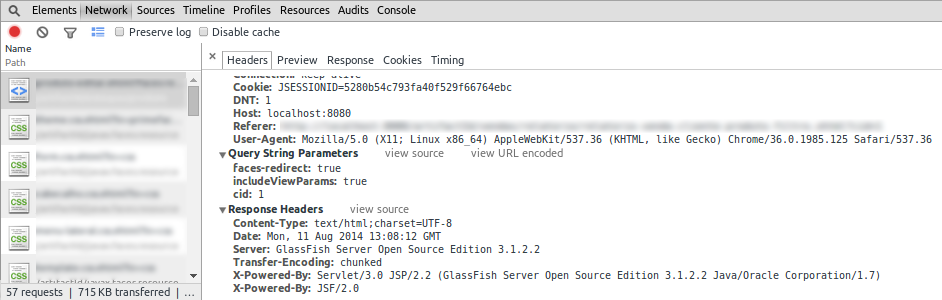 Elements Network Sources Timeline Profiles Resources Audits Console
Preserve log Disable cache
Name
Path
× Headers Preview Response Cookies Timing
Connection: keep-alive
Cookie: JSESSIONID=5280b54c793fa40f529f66764ebc
DNT: 1
Host: localhost:8080
Referer:
User-Agent: Mozilla/5.0 (X11; Linux x86_64) AppleWebKit/537.36 (KHTML, like Gecko) Chrome/36.0.1985.125 Safari/537.36
Query String Parameters view source view URL encoded
faces-redirect: true
includeViewParams: true
cid: 1
Response Headers view source
Content-Type: text/html;charset=UTF-8
Date: Mon, 11 Aug 2014 13:08:12 GMT
Server: GlassFish Server Open Source Edition 3.1.2.2
Transfer-Encoding: chunked
X-Powered-By: Servlet/3.0 JSP/2.2 (GlassFish Server Open Source Edition 3.1.2.2 Java/Oracle Corporation/1.7)
X-Powered-By: JSF/2.0
CSS
CSS
CSS
CSS
CSS
57 requests | 715 KB transferred | ...